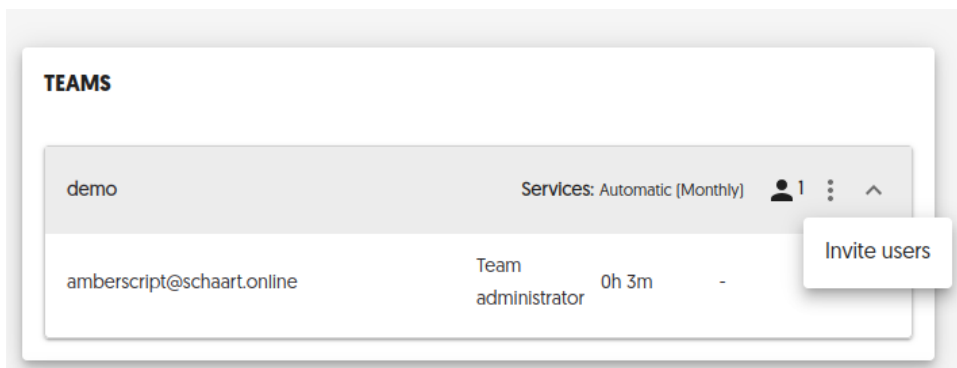 TEAMS
demo Services: Automatic (Monthly) 1
Invite users
amberscript@schaart.online Team administrator 0h 3m -